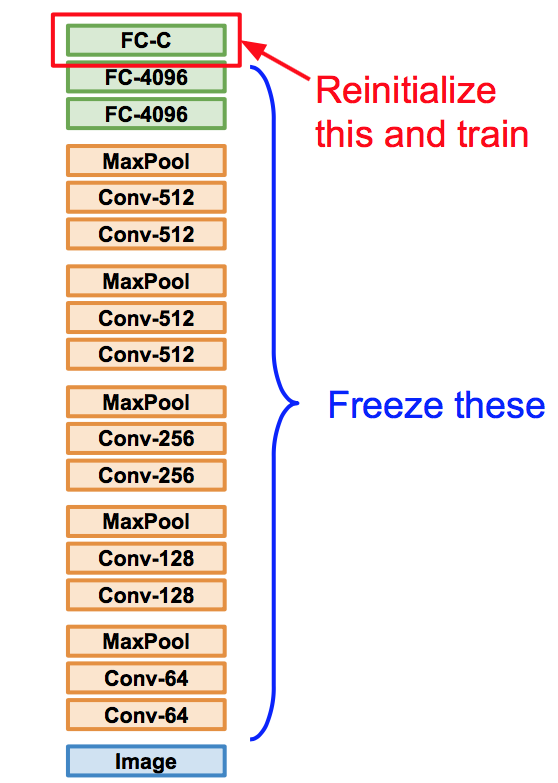 FC-C
FC-4096
FC-4096
MaxPool
Conv-512
Conv-512
MaxPool
Conv-512
Conv-512
MaxPool
Conv-256
Conv-256
MaxPool
Conv-128
Conv-128
MaxPool
Conv-64
Conv-64
Image
Reinitialize
this and train
Freeze these